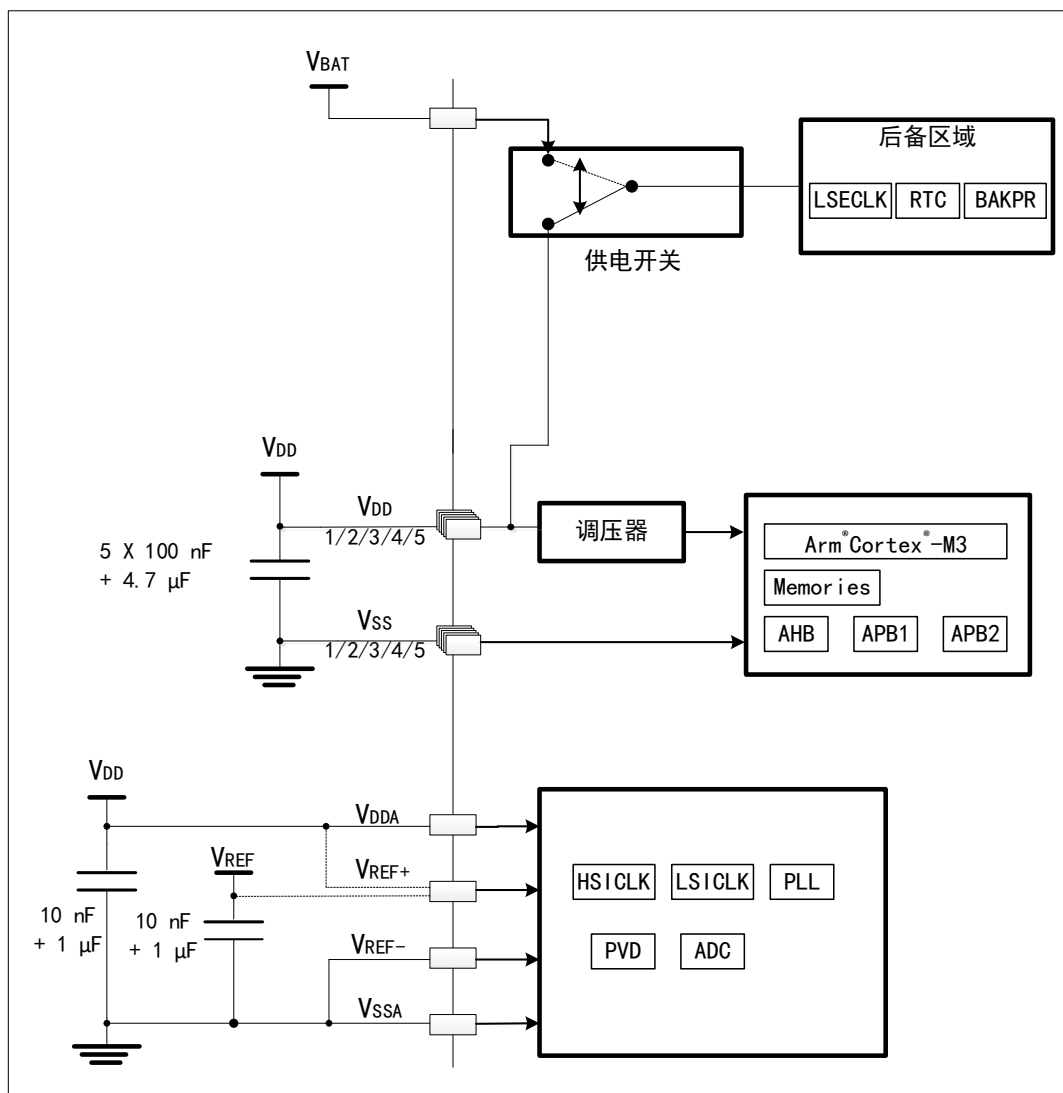 VBAT
后备区域
LSECLK RTC BAKPR
供电开关
VDD
VDD
1/2/3/4/5
调压器
5 X 100 nF
+ 4.7 μF
Arm®Cortex®-M3
Memories
AHB APB1 APB2
VSS
1/2/3/4/5
VDD
VDDA
VREF
VREF+
HSICLK LSICLK PLL
10 nF
+ 1 μF
10 nF
+ 1 μF
VREF-
PVD ADC
VSSA